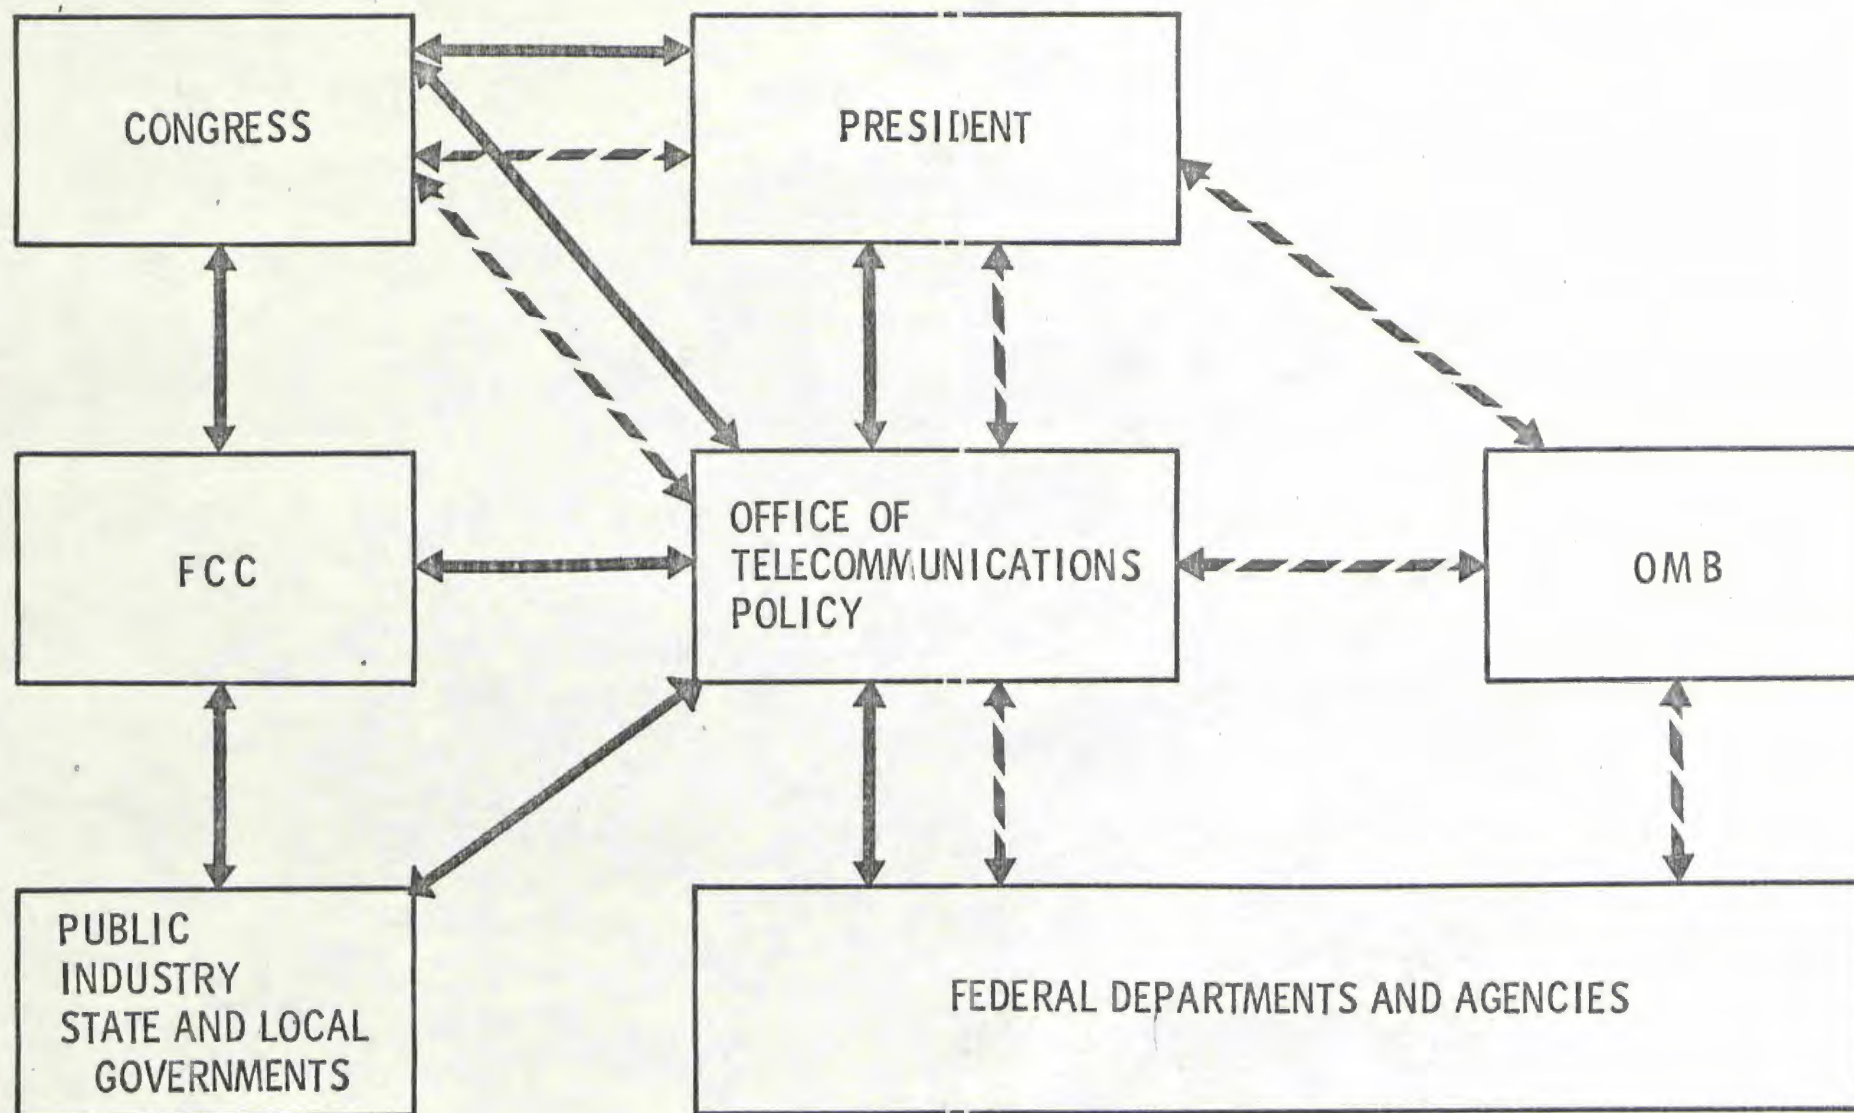 CONGRESS
PRESIDENT
FCC
OFFICE OF
TELECOMMUNICATIONS
POLICY
OMB
PUBLIC
INDUSTRY
STATE AND LOCAL
GOVERNMENTS
FEDERAL DEPARTMENTS AND AGENCIES